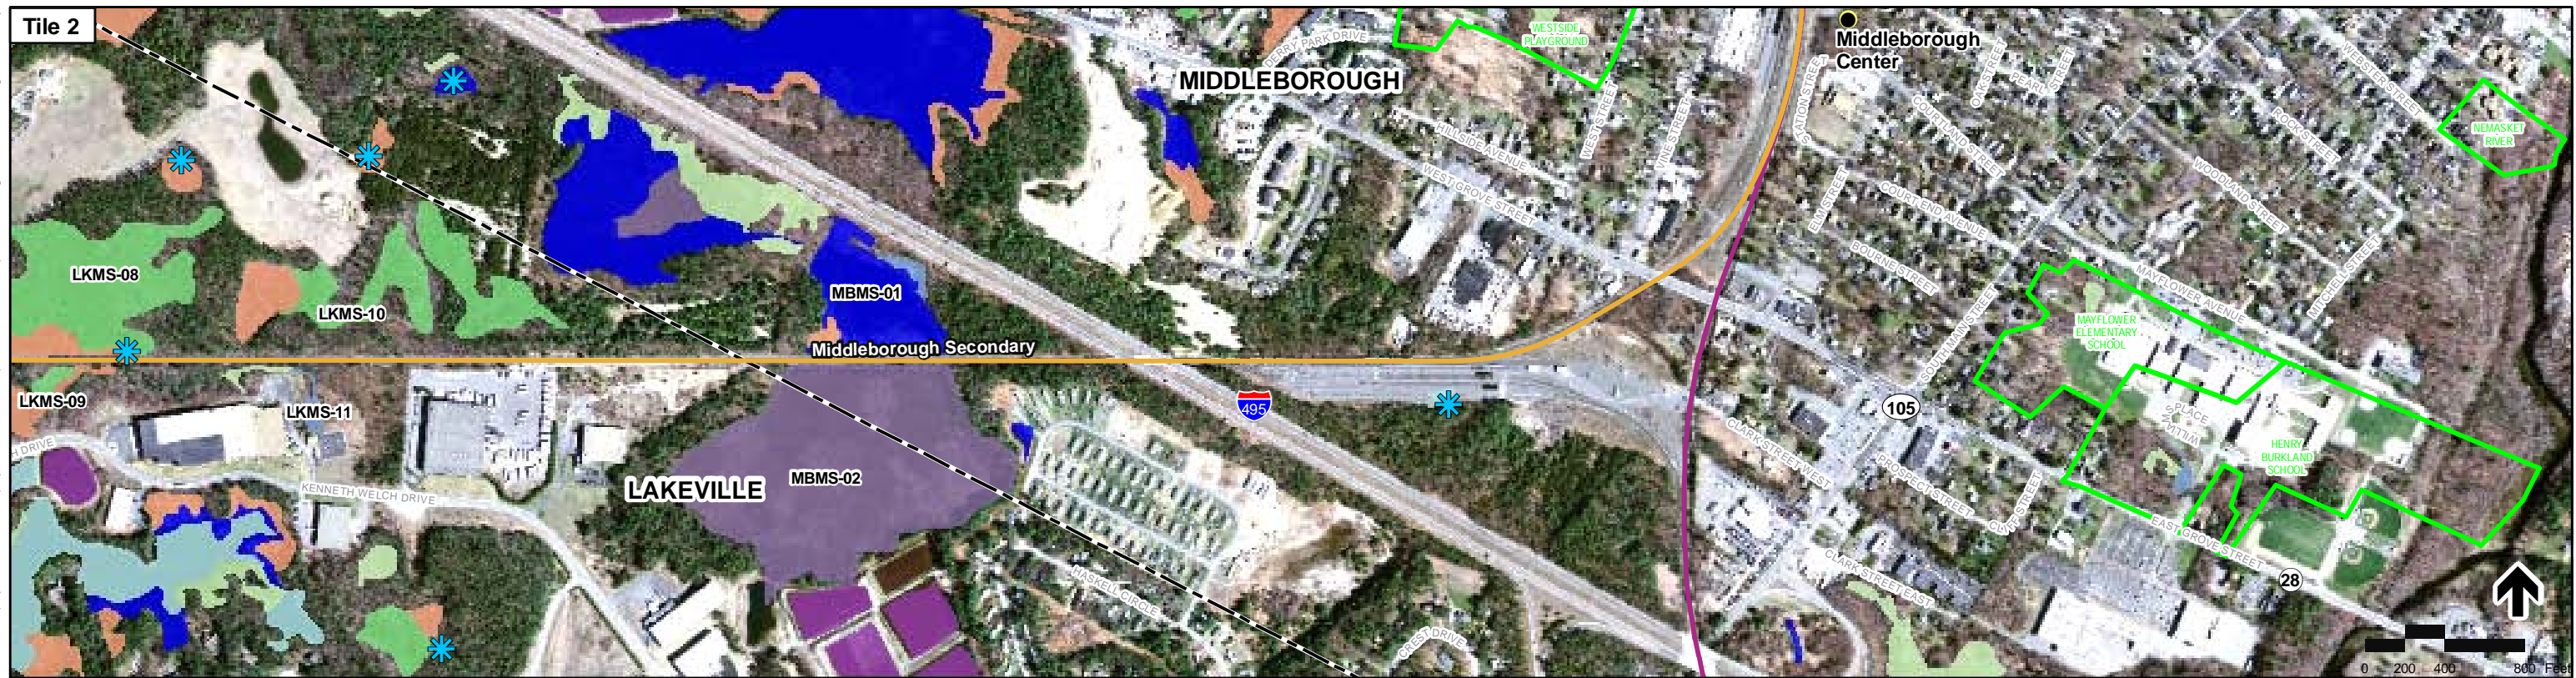 Tile 2
WESTSIDE
PLAYGROUND
DERRY PARK DRIVE
MIDDLEBOROUGH
Middleborough
Center
STATION STREET
OAK STREET
PEARL STREET
WEBSTER STREET
ROCK STREET
NEMASKET
RIVER
HILLSIDE AVENUE
WEST STREET
VINE STREET
COURTLAND STREET
WEST GROVE STREET
ELM STREET
COURT END AVENUE
WOODLAND STREET
BOURNE STREET
MITCHELL STREET
MAYFLOWER AVENUE
LKMS-08
LKMS-10
MBMS-01
SOUTH MAIN STREET
MAYFLOWER
ELEMENTARY
SCHOOL
Middleborough Secondary
LKMS-09
LKMS-11
495
105
H DRIVE
KENNETH WELCH DRIVE
LAKEVILLE
MBMS-02
CLARK STREET WEST
PROSPECT STREET
WILLIS
PLACE
HENRY
BURKLAND
SCHOOL
EAST GROVE STREET
28
HASKELL CIRCLE
CREST DRIVE
CLARK STREET EAST
0 200 400 800 Feet